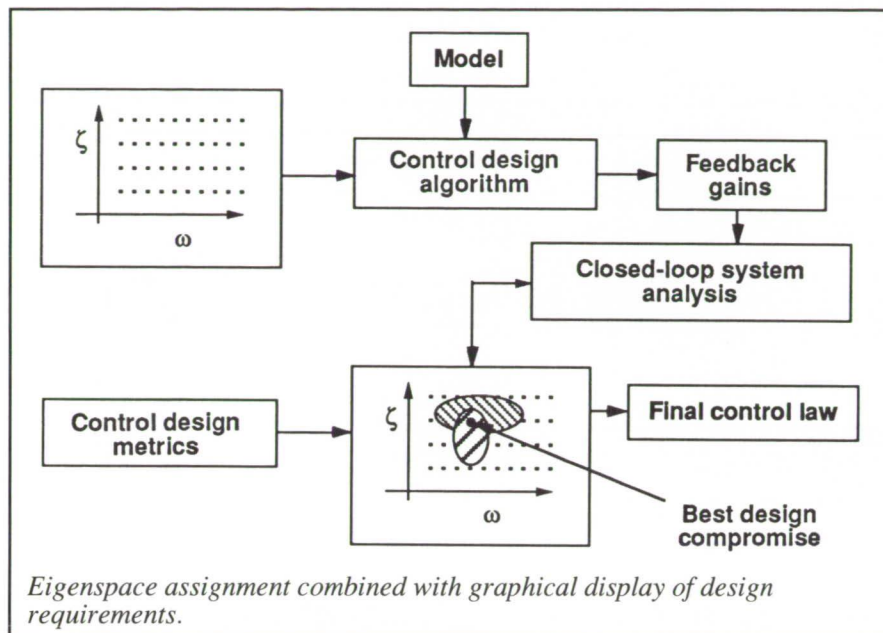 Model
ζ
ω
Control design
algorithm
Feedback
gains
Closed-loop system
analysis
Control design
metrics
ζ
ω
Final control law
Best design
compromise
Eigenspace assignment combined with graphical display of design
requirements.